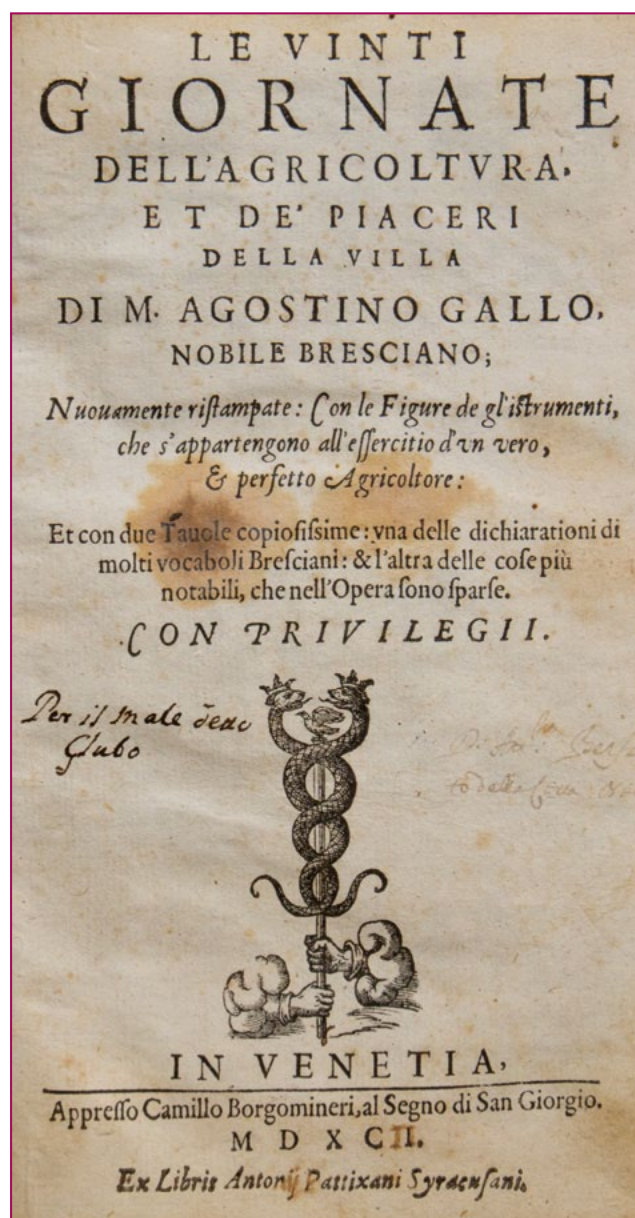 LE VINTI
GIORNATE
DELL'AGRICOLTVRA,
ET DE' PIACERI
DELLA VILLA
DI M. AGOSTINO GALLO,
NOBILE BRESCIANO;
Nuouamente riſtampate: Con le Figure de gl'iſtrumenti,
che s'appartengono all'eſſercitio d'vn vero,
& perfetto Agricoltore:
Et con due Tauole copioſiſsime: vna delle dichiarationi di
molti vocaboli Breſciani: & l'altra delle coſe più
notabili, che nell'Opera ſono ſparſe.
CON PRIVILEGII.
Per il male
IN VENETIA,
Appreſſo Camillo Borgomineri, al Segno di San Giorgio.
M D X CII.
Ex Libris Antonij Pattixani Syracuſani.